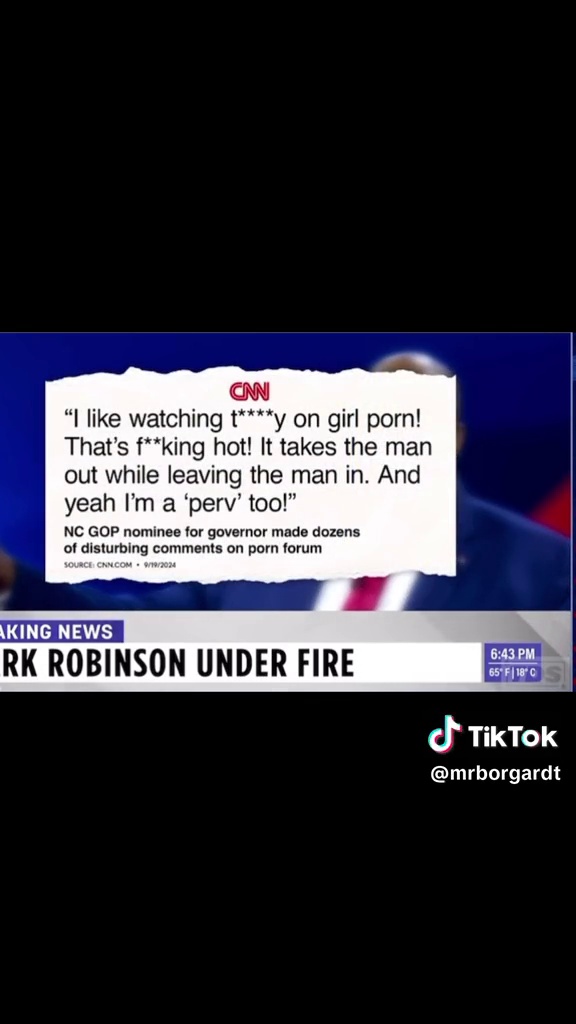 CNN
“I like watching t****y on girl porn!
That’s f**king hot! It takes the man
out while leaving the man in. And
yeah I’m a ‘perv’ too!”
NC GOP nominee for governor made dozens
of disturbing comments on porn forum
SOURCE: CNN.COM • 9/19/2024
AKING NEWS
RK ROBINSON UNDER FIRE
6:43 PM
65° F | 18° C
TikTok
@mrborgardt